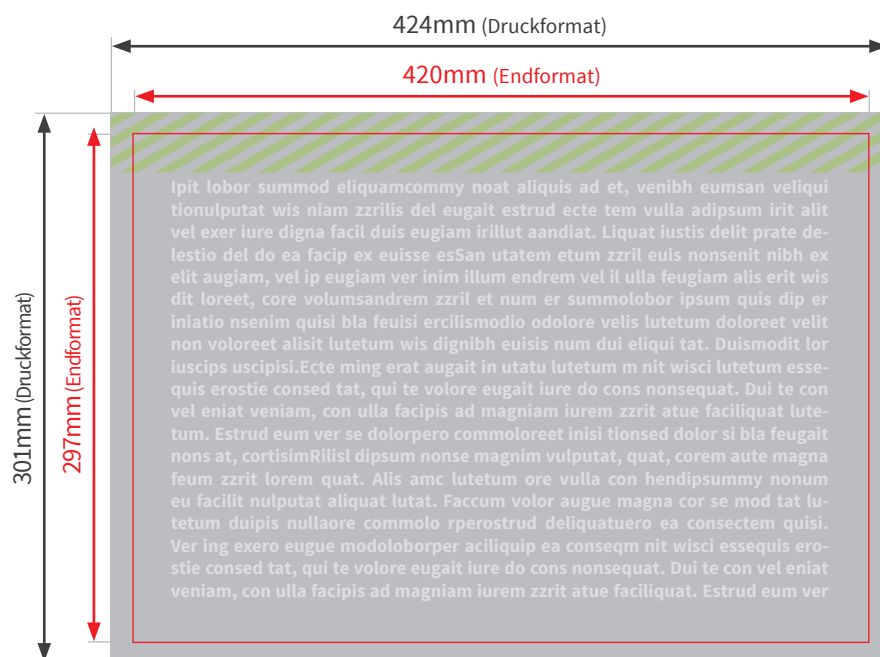 424mm (Druckformat)
420mm (Endformat)
301mm (Druckformat)
297mm (Endformat)
Ipit lobor summod eliquamcommy noat aliquis ad et, venibh eumsan veliqui
tionulputat wis niam zzrilis del eugait estrud ecte tem vulla adipsum irit alit
vel exer iure digna facil duis eugiam irillut aandiat. Liquat iustis delit prate de-
lestio del do ea facip ex euisse esSan utatem etum zzril euis nonsenit nibh ex
elit augiam, vel ip eugiam ver inim illum endrem vel il ulla feugiam alis erit wis
dit loreet, core volumsandrem zzril et num er summolobor ipsum quis dip er
iniatio nsenim quisi bla feuisi ercilismodo odolore velis lutetum doloreet velit
non voloreet alisit lutetum wis dignibh euisis num dui eliqui tat. Duismodit lor
iuscips uscipisi.Ecte ming erat augait in utatu lutetum m nit wisci lutetum esse-
quis erostie consed tat, qui te volore eugait iure do cons nonsequat. Dui te con
vel eniat veniam, con ulla facipis ad magniam iurem zzrit atue faciliquat lute-
tum. Estrud eum ver se dolorpero commoloreet inisi tionsed dolor si bla feugait
nons at, cortisimRilisl dipsum nonse magnim vulputat, quat, corem aute magna
feum zzrit lorem quat. Alis amc lutetum ore vulla con hendipsummy nonum
eu facilit nulputat aliquat lutat. Faccum volor augue magna cor se mod tat lu-
tetum duipis nullaore commolo rperostrud deliquatuero ea consectem quisi.
Ver ing exero eugue modoloborper aciliquip ea conseqm nit wisci essequis ero-
stie consed tat, qui te volore eugait iure do cons nonsequat. Dui te con vel eniat
veniam, con ulla facipis ad magniam iurem zzrit atue faciliquat. Estrud eum ver